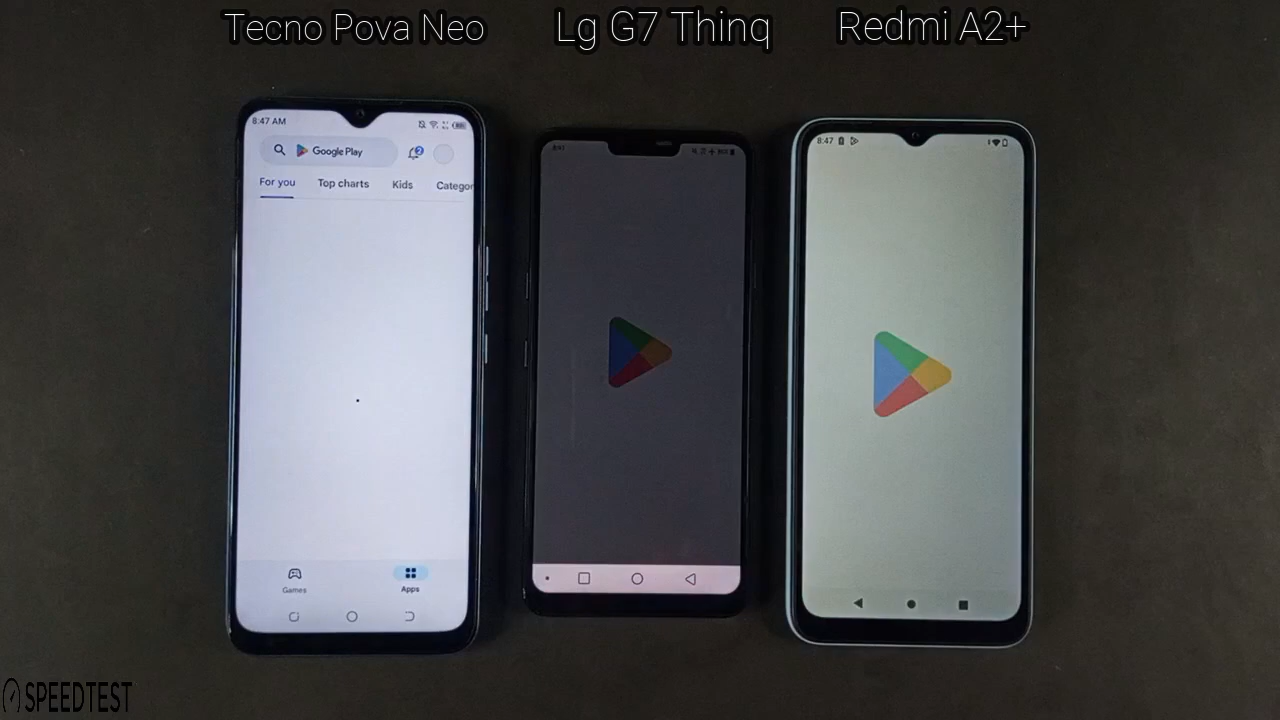 Tecno Pova Neo
Lg G7 Thinq
Redmi A2+
8:47 AM
2
Google Play
For you
Top charts
Kids
Categor
Games
Apps
8:47
SPEEDTEST